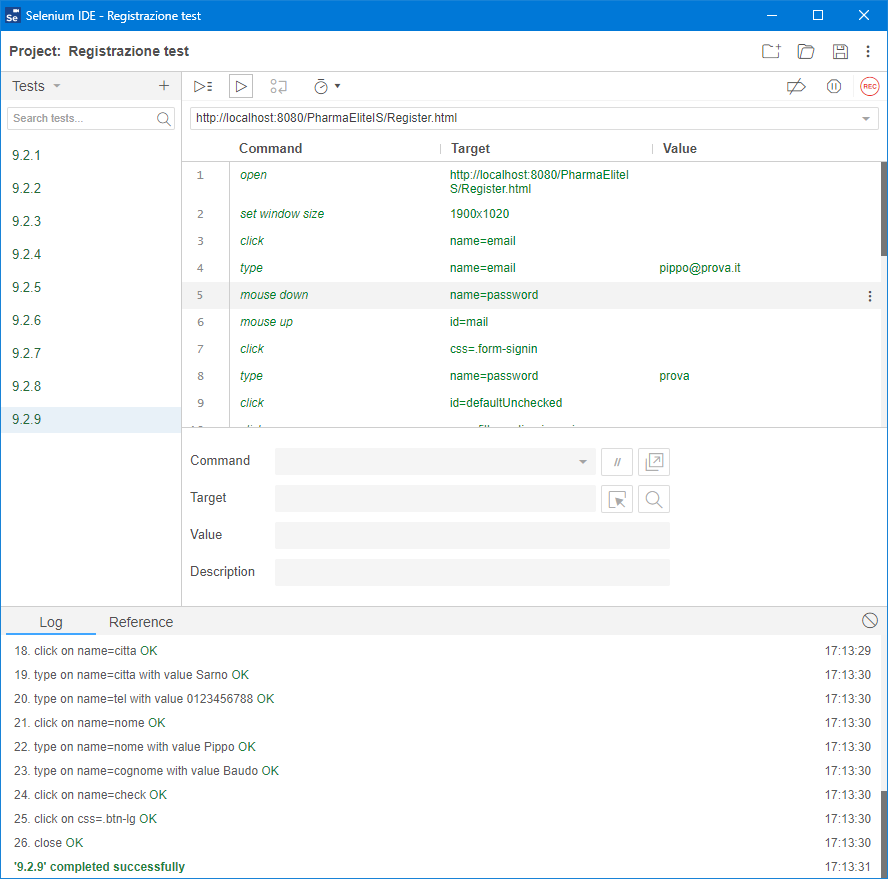 Selenium IDE - Registrazione test
Project: Registrazione test
Tests
Search tests...
9.2.1
9.2.2
9.2.3
9.2.4
9.2.5
9.2.6
9.2.7
9.2.8
9.2.9
REC
http://localhost:8080/PharmaEliteIS/Register.html
Command Target Value
1 open http://localhost:8080/PharmaEliteI
S/Register.html
2 set window size 1900x1020
3 click name=email
4 type name=email pippo@prova.it
5 mouse down name=password
6 mouse up id=mail
7 click css=.form-signin
8 type name=password prova
9 click id=defaultUnchecked
Command //
Target
Value
Description
Log Reference
18. click on name=citta OK 17:13:29
19. type on name=citta with value Sarno OK 17:13:30
20. type on name=tel with value 0123456788 OK 17:13:30
21. click on name=nome OK 17:13:30
22. type on name=nome with value Pippo OK 17:13:30
23. type on name=cognome with value Baudo OK 17:13:30
24. click on name=check OK 17:13:30
25. click on css=.btn-lg OK 17:13:30
26. close OK 17:13:30
'9.2.9' completed successfully 17:13:31